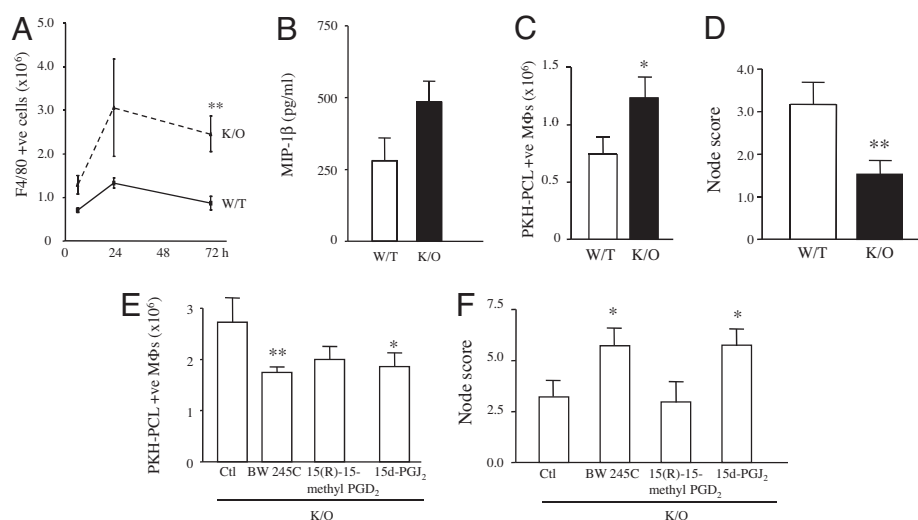 A
F4/80 +ve cells (x10⁶)
5.0
4.0
3.0
2.0
1.0
0
0
24
48
72 h
**
K/O
W/T
B
MIP-1β (pg/ml)
750
500
250
0
W/T
K/O
C
PKH-PCL +ve MΦs (x10⁶)
1.5
1.0
0.5
0
*
W/T
K/O
D
Node score
4.0
3.0
2.0
1.0
0
**
W/T
K/O
E
PKH-PCL +ve MΦs (x10⁶)
3
2
1
0
**
*
Ctl
BW 245C
15(R)-15-
methyl PGD₂
15d-PGJ₂
K/O
F
Node score
7.5
5.0
2.5
0.0
*
*
Ctl
BW 245C
15(R)-15-
methyl PGD₂
15d-PGJ₂
K/O